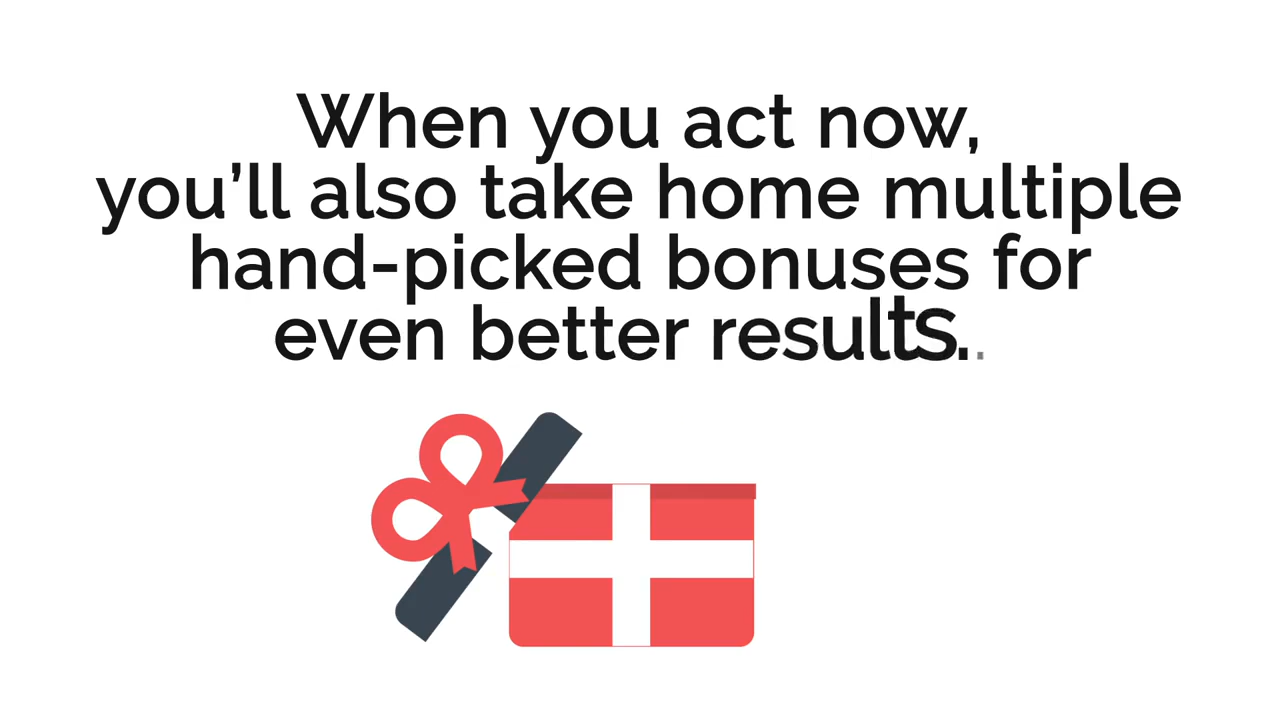 When you act now,
you’ll also take home multiple
hand-picked bonuses for
even better results..